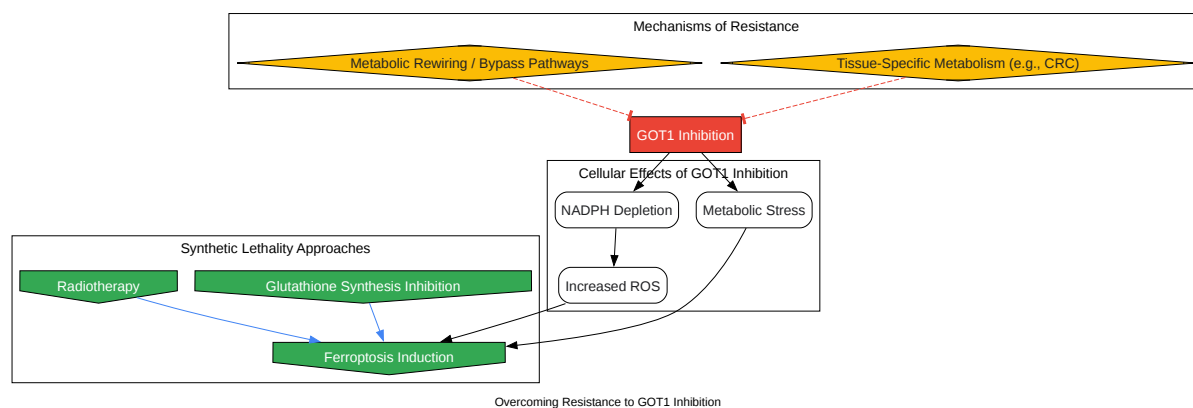 Mechanisms of Resistance
Metabolic Rewiring / Bypass Pathways
Tissue-Specific Metabolism (e.g., CRC)
GOT1 Inhibition
Cellular Effects of GOT1 Inhibition
NADPH Depletion
Metabolic Stress
Synthetic Lethality Approaches
Radiotherapy
Glutathione Synthesis Inhibition
Increased ROS
Ferroptosis Induction
Overcoming Resistance to GOT1 Inhibition